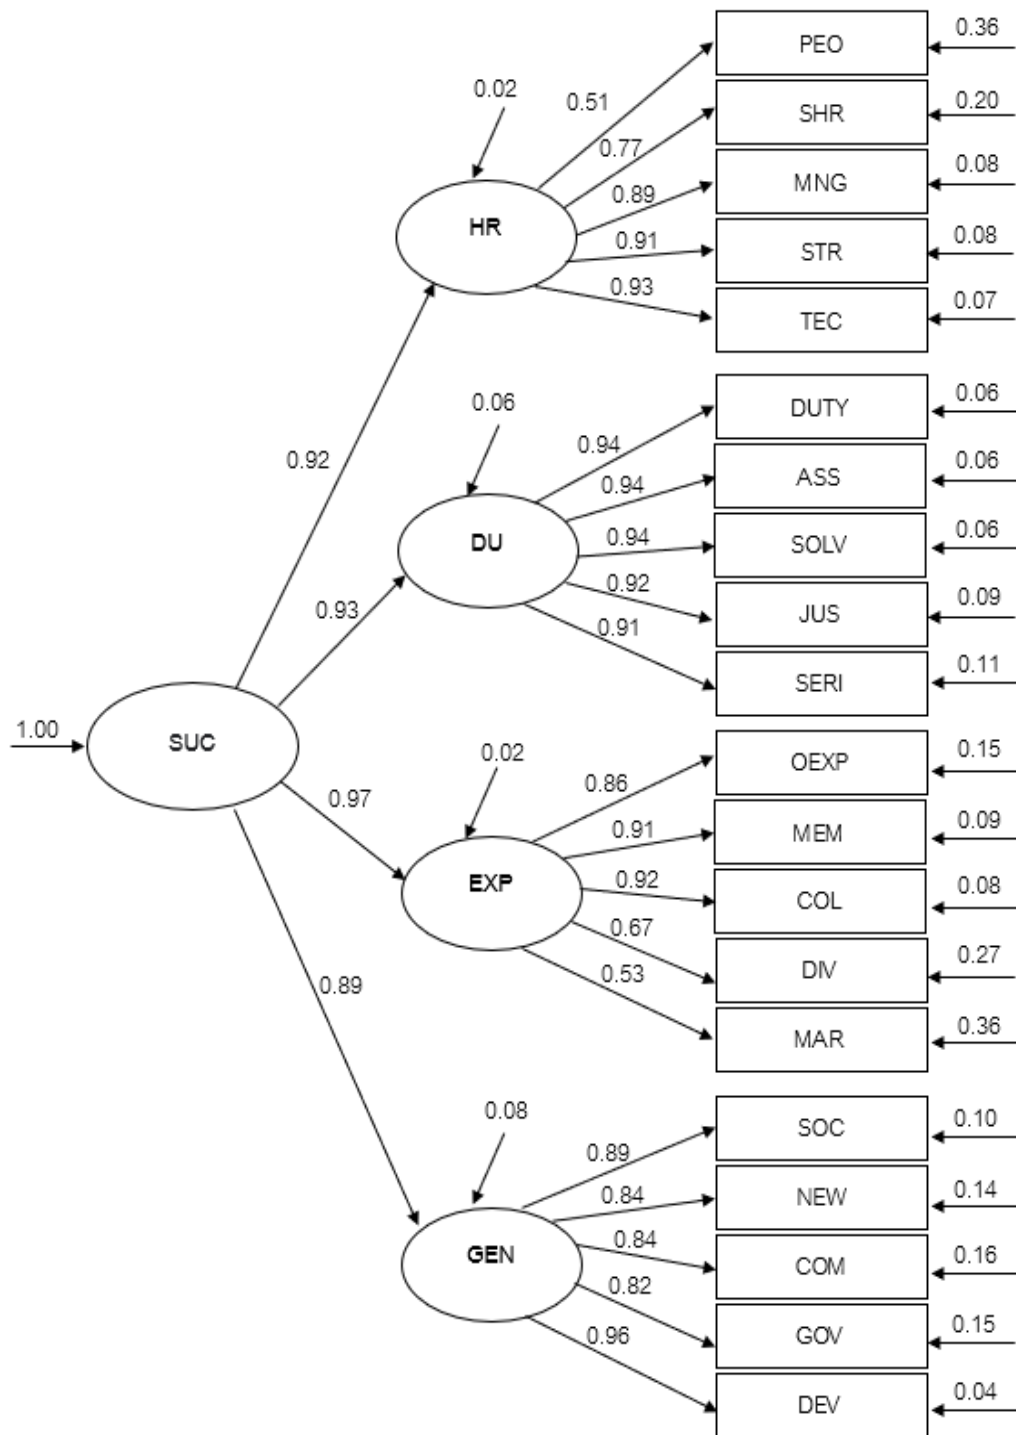 PEO
0.36
0.02
0.51
SHR
0.20
0.77
MNG
0.08
0.89
HR
STR
0.08
0.91
TEC
0.07
0.93
DUTY
0.06
0.06
0.94
0.92
ASS
0.06
0.94
SOLV
0.06
0.94
DU
JUS
0.09
0.92
0.93
SERI
0.11
0.91
1.00
SUC
OEXP
0.15
0.02
0.86
0.97
MEM
0.09
0.91
EXP
COL
0.08
0.92
DIV
0.27
0.67
0.53
0.89
MAR
0.36
SOC
0.10
0.08
0.89
NEW
0.14
0.84
GEN
COM
0.16
0.84
GOV
0.15
0.82
0.96
DEV
0.04